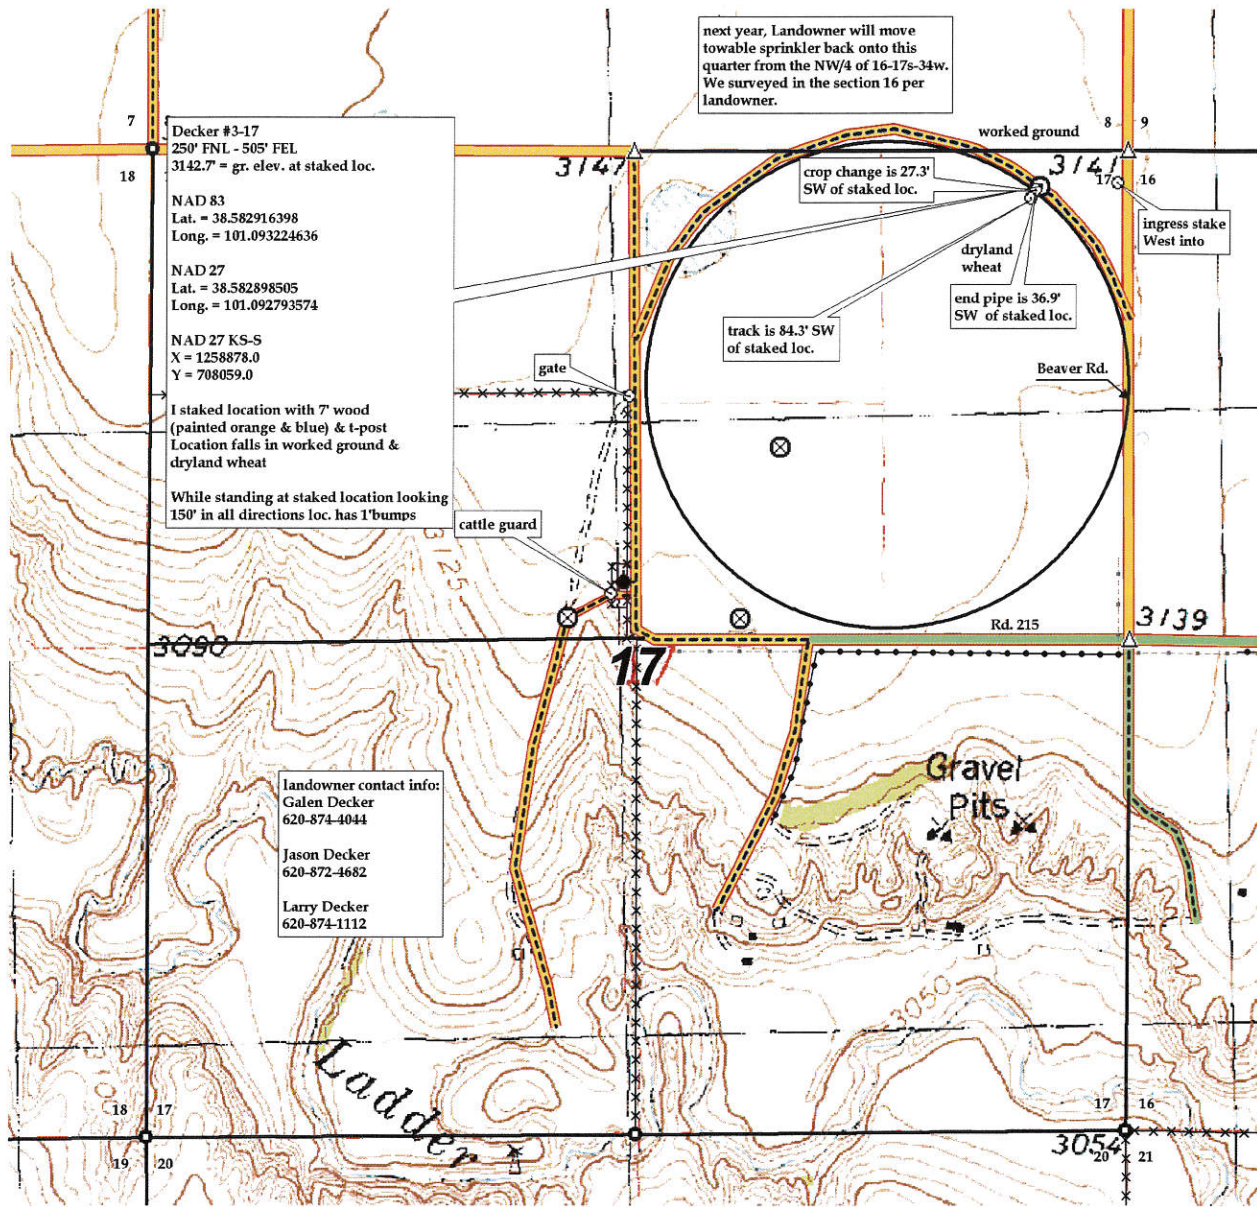 next year, Landowner will move
towable sprinkler back onto this
quarter from the NW/4 of 16-17s-34w.
We surveyed in the section 16 per
landowner.
7
8
9
worked ground
Decker #3-17
250' FNL - 505' FEL
3142.7' = gr. elev. at staked loc.
NAD 83
Lat. = 38.582916398
Long. = 101.093224636
NAD 27
Lat. = 38.582898505
Long. = 101.092793574
NAD 27 KS-S
X = 1258878.0
Y = 708059.0
I staked location with 7' wood
(painted orange & blue) & t-post
Location falls in worked ground &
dryland wheat
While standing at staked location looking
150' in all directions loc. has 1'bumps
18
3147
3141
17
16
crop change is 27.3'
SW of staked loc.
ingress stake
West into
dryland
wheat
end pipe is 36.9'
SW of staked loc.
track is 84.3' SW
of staked loc.
gate
Beaver Rd.
cattle guard
3125
Rd. 215
3139
3090
17
Gravel
Pits
landowner contact info:
Galen Decker
620-874-4044
Jason Decker
620-872-4682
Larry Decker
620-874-1112
3050
Ladder
18
17
17
16
3054
19
20
20
21